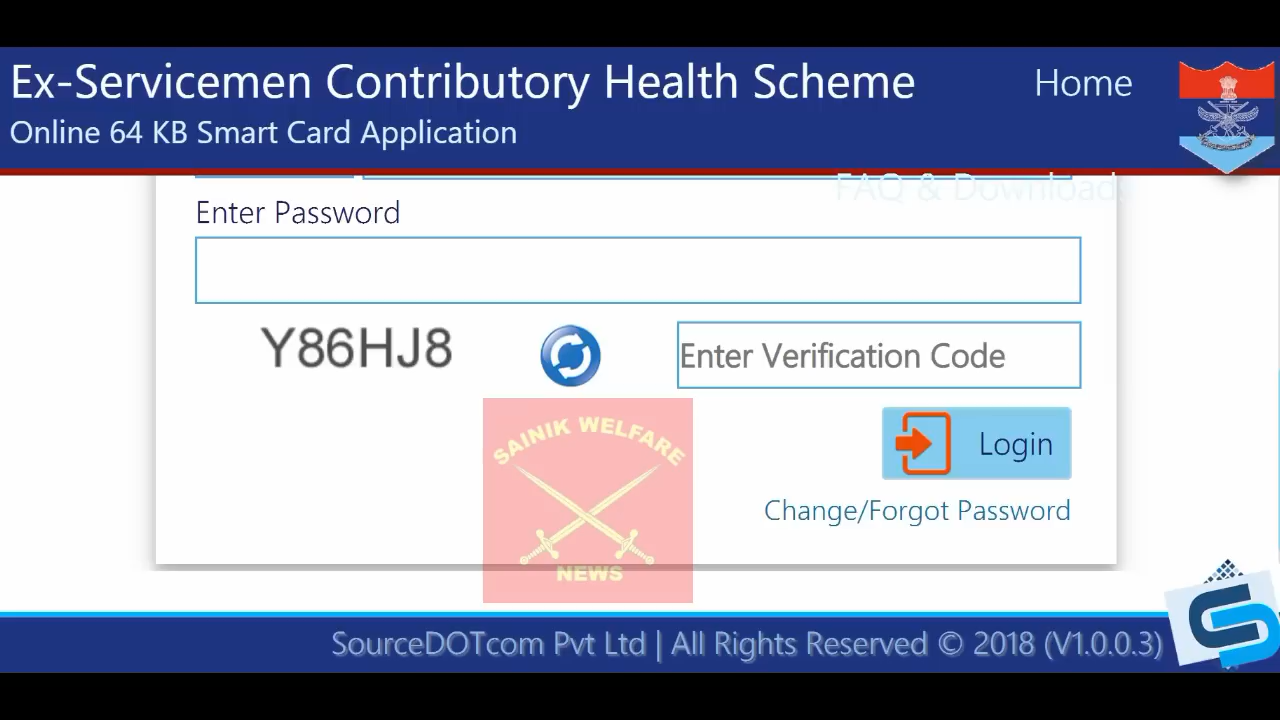 Ex-Servicemen Contributory Health Scheme
Home
Online 64 KB Smart Card Application
FAQ & Downloads
Enter Password
Y86HJ8
Enter Verification Code
SAINIK WELFARE
NEWS
Login
Change/Forgot Password
SourceDOTcom Pvt Ltd | All Rights Reserved © 2018 (V1.0.0.3)